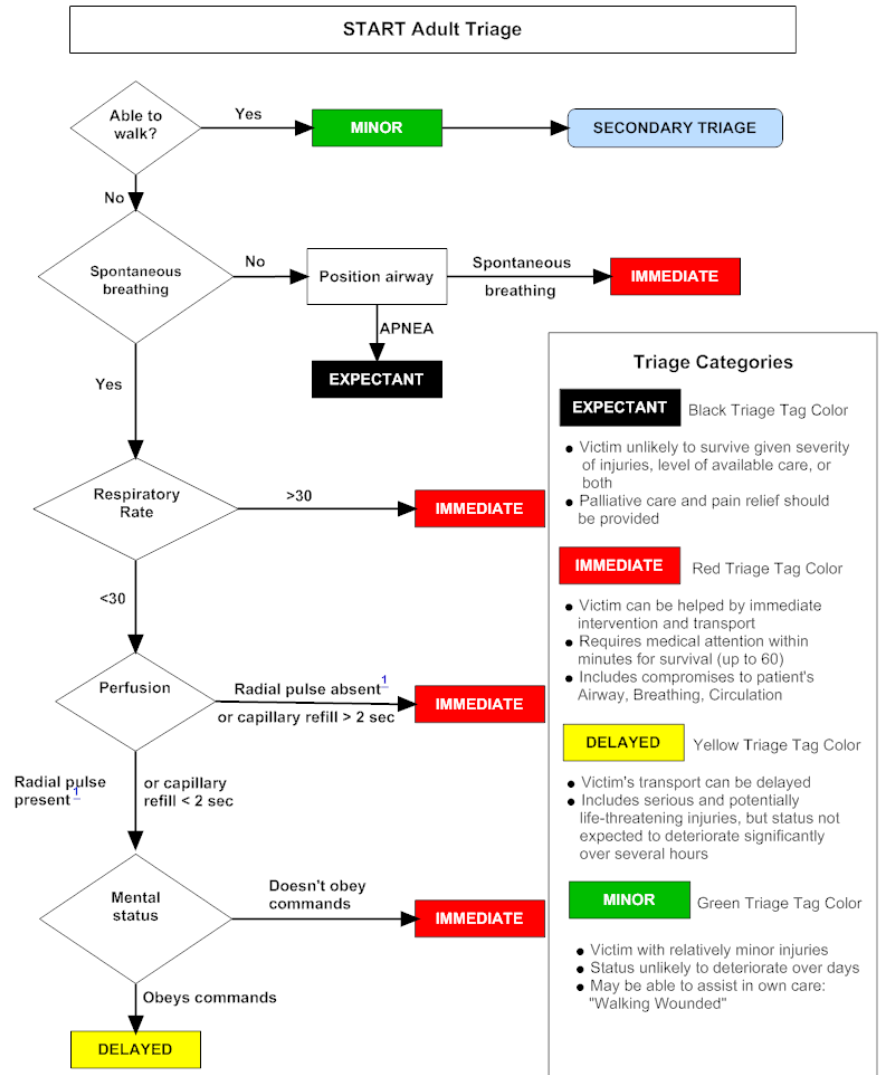 START Adult Triage
Able to
walk?
Yes
MINOR
SECONDARY TRIAGE
No
Spontaneous
breathing
No
Position airway
Spontaneous
breathing
IMMEDIATE
APNEA
EXPECTANT
Yes
Respiratory
Rate
>30
IMMEDIATE
<30
Perfusion
Radial pulse absent 1
or capillary refill > 2 sec
IMMEDIATE
Radial pulse
present 1
or capillary
refill < 2 sec
Mental
status
Doesn't obey
commands
IMMEDIATE
Obeys commands
DELAYED
Triage Categories
EXPECTANT Black Triage Tag Color
● Victim unlikely to survive given severity
of injuries, level of available care, or
both
● Palliative care and pain relief should
be provided
IMMEDIATE Red Triage Tag Color
● Victim can be helped by immediate
intervention and transport
● Requires medical attention within
minutes for survival (up to 60)
● Includes compromises to patient's
Airway, Breathing, Circulation
DELAYED Yellow Triage Tag Color
● Victim's transport can be delayed
● Includes serious and potentially
life-threatening injuries, but status not
expected to deteriorate significantly
over several hours
MINOR Green Triage Tag Color
● Victim with relatively minor injuries
● Status unlikely to deteriorate over days
● May be able to assist in own care:
"Walking Wounded"